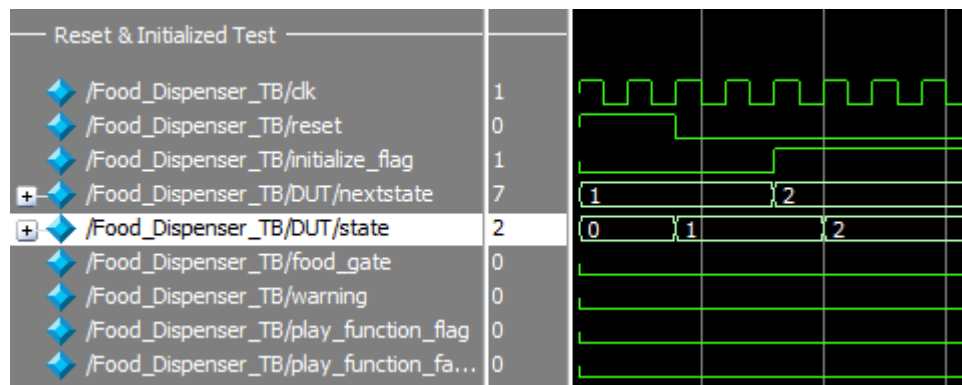 Reset & Initialized Test
/Food_Dispenser_TB/clk 1
/Food_Dispenser_TB/reset 0
/Food_Dispenser_TB/initialize_flag 1
/Food_Dispenser_TB/DUT/nextstate 7 1 2
/Food_Dispenser_TB/DUT/state 2 0 1 2
/Food_Dispenser_TB/food_gate 0
/Food_Dispenser_TB/warning 0
/Food_Dispenser_TB/play_function_flag 0
/Food_Dispenser_TB/play_function_fa... 0